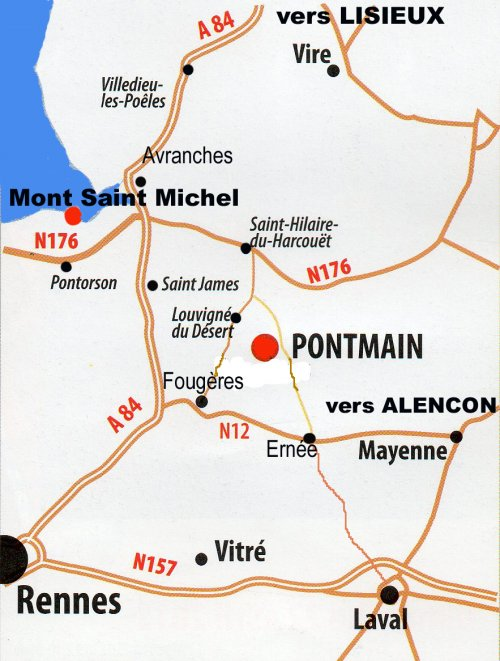 A 84
vers LISIEUX
Vire
Villedieu-
les-Poêles
Avranches
Mont Saint Michel
N176
Saint-Hilaire-
du-Harcouët
Pontorson
Saint James
N176
Louvigné
du Désert
PONTMAIN
Fougères
vers ALENCON
A 84
N12
Ernée
Mayenne
N157
Vitré
Rennes
Laval